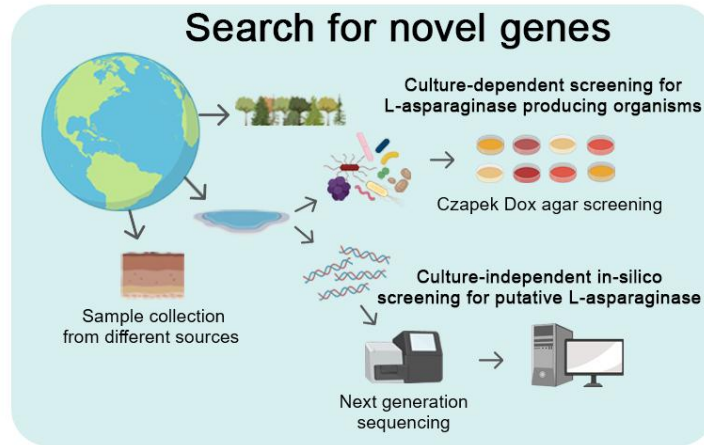 Search for novel genes
Culture-dependent screening for
L-asparaginase producing organisms
Czapek Dox agar screening
Culture-independent in-silico
screening for putative L-asparaginase
Sample collection
from different sources
Next generation
sequencing